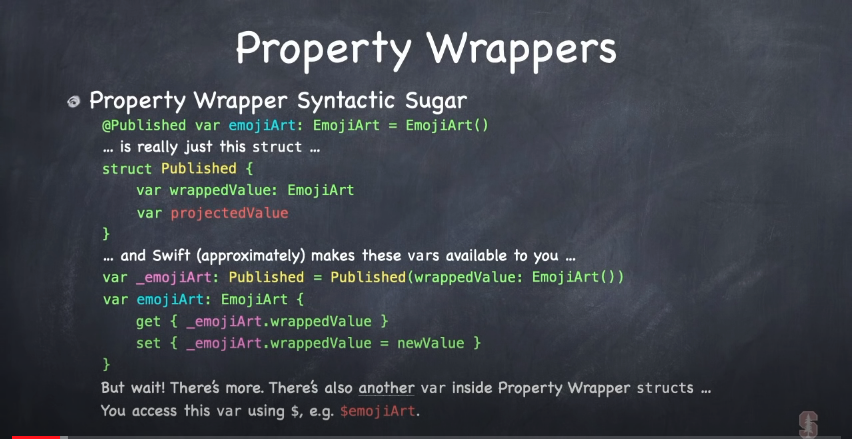 Property Wrappers
Property Wrapper Syntactic Sugar
@Published var emojiArt: EmojiArt = EmojiArt()
… is really just this struct …
struct Published {
var wrappedValue: EmojiArt
var projectedValue
}
… and Swift (approximately) makes these vars available to you …
var _emojiArt: Published = Published(wrappedValue: EmojiArt())
var emojiArt: EmojiArt {
get { _emojiArt.wrappedValue }
set { _emojiArt.wrappedValue = newValue }
}
But wait! There's more. There's also another var inside Property Wrapper structs …
You access this var using $, e.g. $emojiArt.